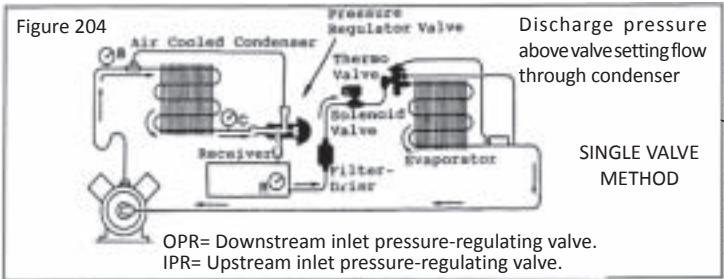 Figure 204
Pressure
Regulator Valve
Discharge pressure
above valve setting flow
through condenser
Air Cooled Condenser
Thermo
Valve
Solenoid
Valve
C
Receiver
Evaporator
Filter-
Drier
SINGLE VALVE
METHOD
OPR= Downstream inlet pressure-regulating valve.
IPR= Upstream inlet pressure-regulating valve.